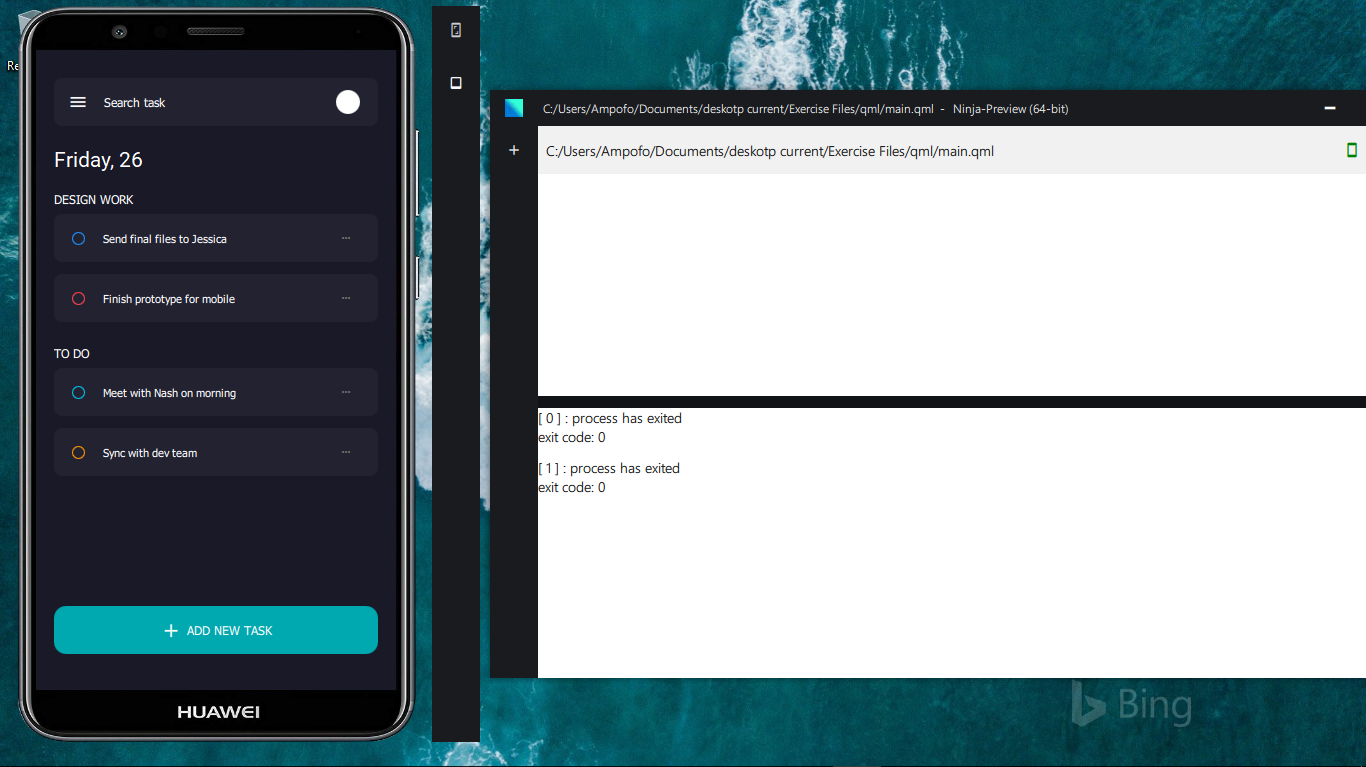 Re
Search task
Friday, 26
DESIGN WORK
Send final files to Jessica
Finish prototype for mobile
TO DO
Meet with Nash on morning
Sync with dev team
+ ADD NEW TASK
HUAWEI
C:/Users/Ampofo/Documents/deskotp current/Exercise Files/qml/main.qml - Ninja-Preview (64-bit)
C:/Users/Ampofo/Documents/deskotp current/Exercise Files/qml/main.qml
[ 0 ] : process has exited
exit code: 0
[ 1 ] : process has exited
exit code: 0
Bing